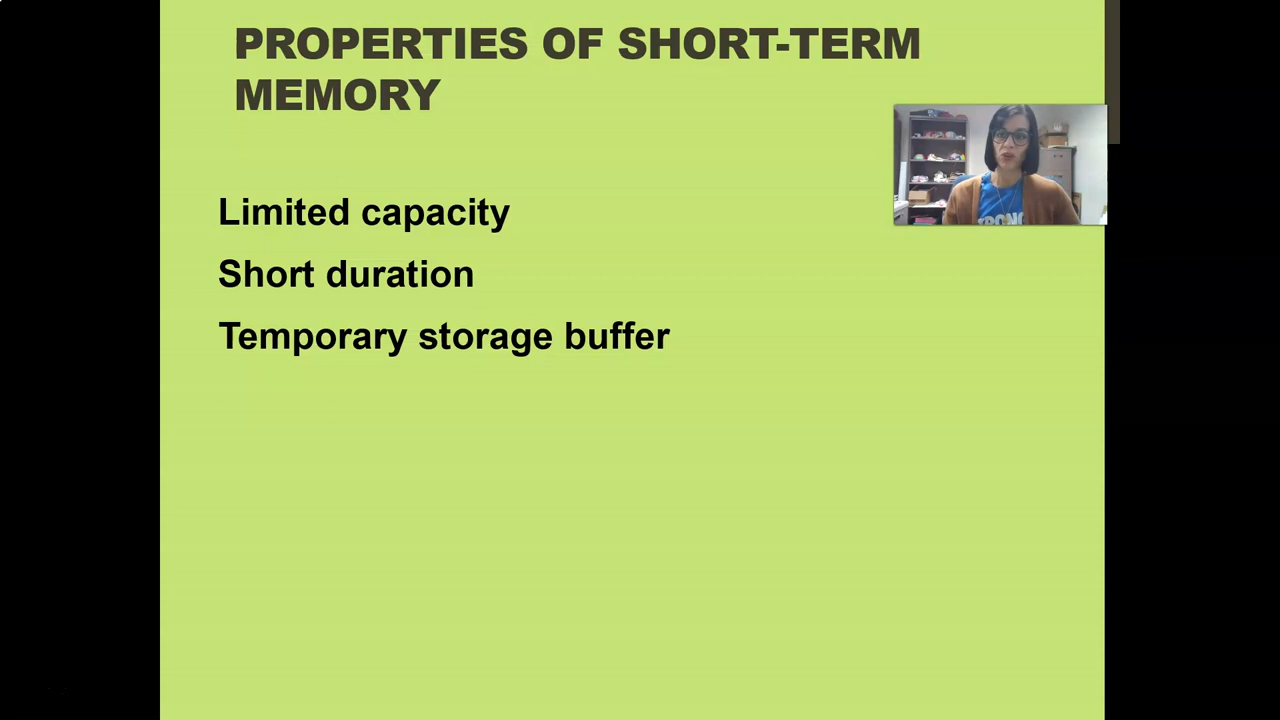 PROPERTIES OF SHORT-TERM
MEMORY
Limited capacity
Short duration
Temporary storage buffer